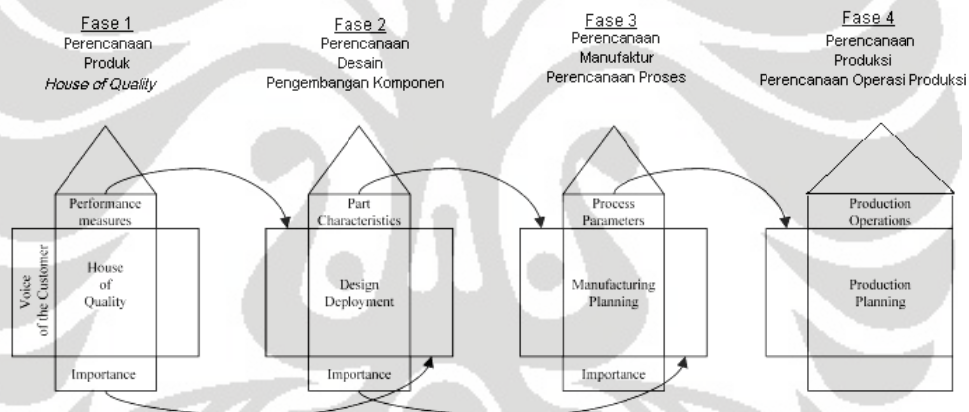 Fase 1
Perencanaan
Produk
House of Quality
Fase 2
Perencanaan
Desain
Pengembangan Komponen
Fase 3
Perencanaan
Manufaktur
Perencanaan Proses
Fase 4
Perencanaan
Produksi
Perencanaan Operasi Produksi
Performance
measures
Voice
of the Customer
House
of
Quality
Importance
Part
Characteristics
Design
Deployment
Importance
Process
Parameters
Manufacturing
Planning
Importance
Production
Operations
Production
Planning